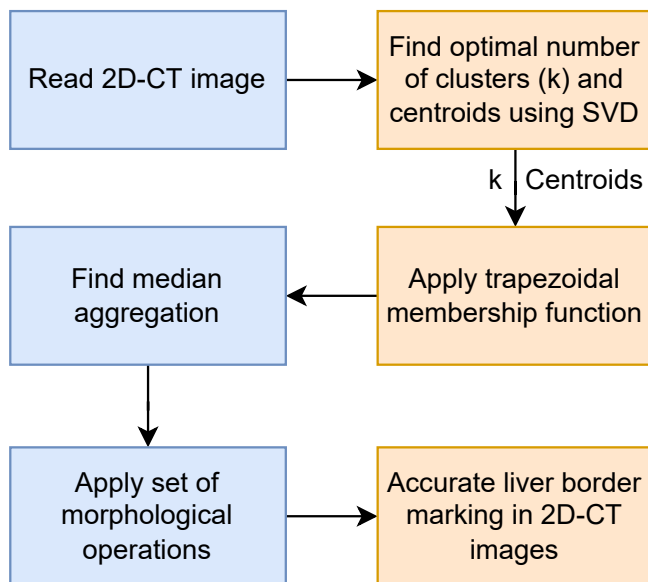 Read 2D-CT image
Find optimal number
of clusters (k) and
centroids using SVD
k Centroids
Apply trapezoidal
membership function
Find median
aggregation
Apply set of
morphological
operations
Accurate liver border
marking in 2D-CT
images